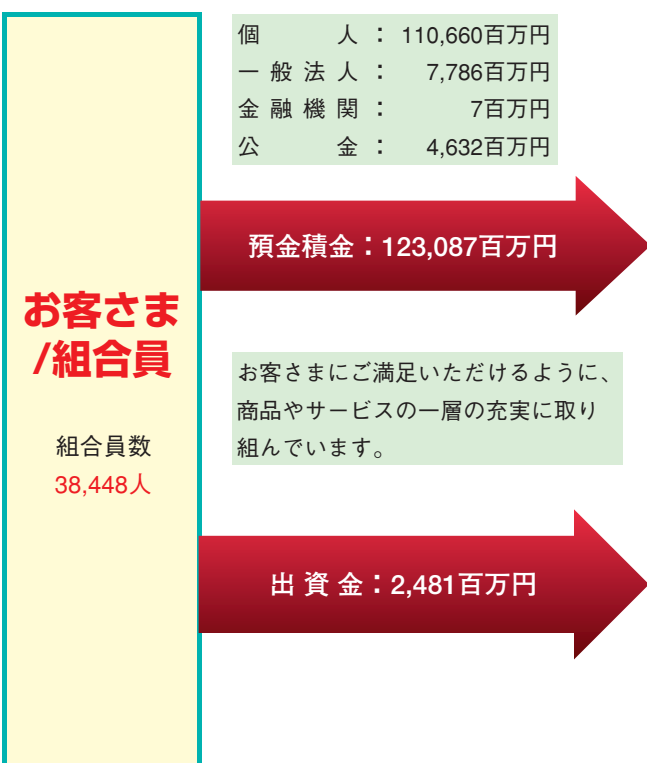 個人：110,660百万円
一般法人：7,786百万円
金融機関：7百万円
公金：4,632百万円
預金積金：123,087百万円
お客さま
/組合員
組合員数
38,448人
お客さまにご満足いただけるように、
商品やサービスの一層の充実に取り
組んでいます。
出資金：2,481百万円